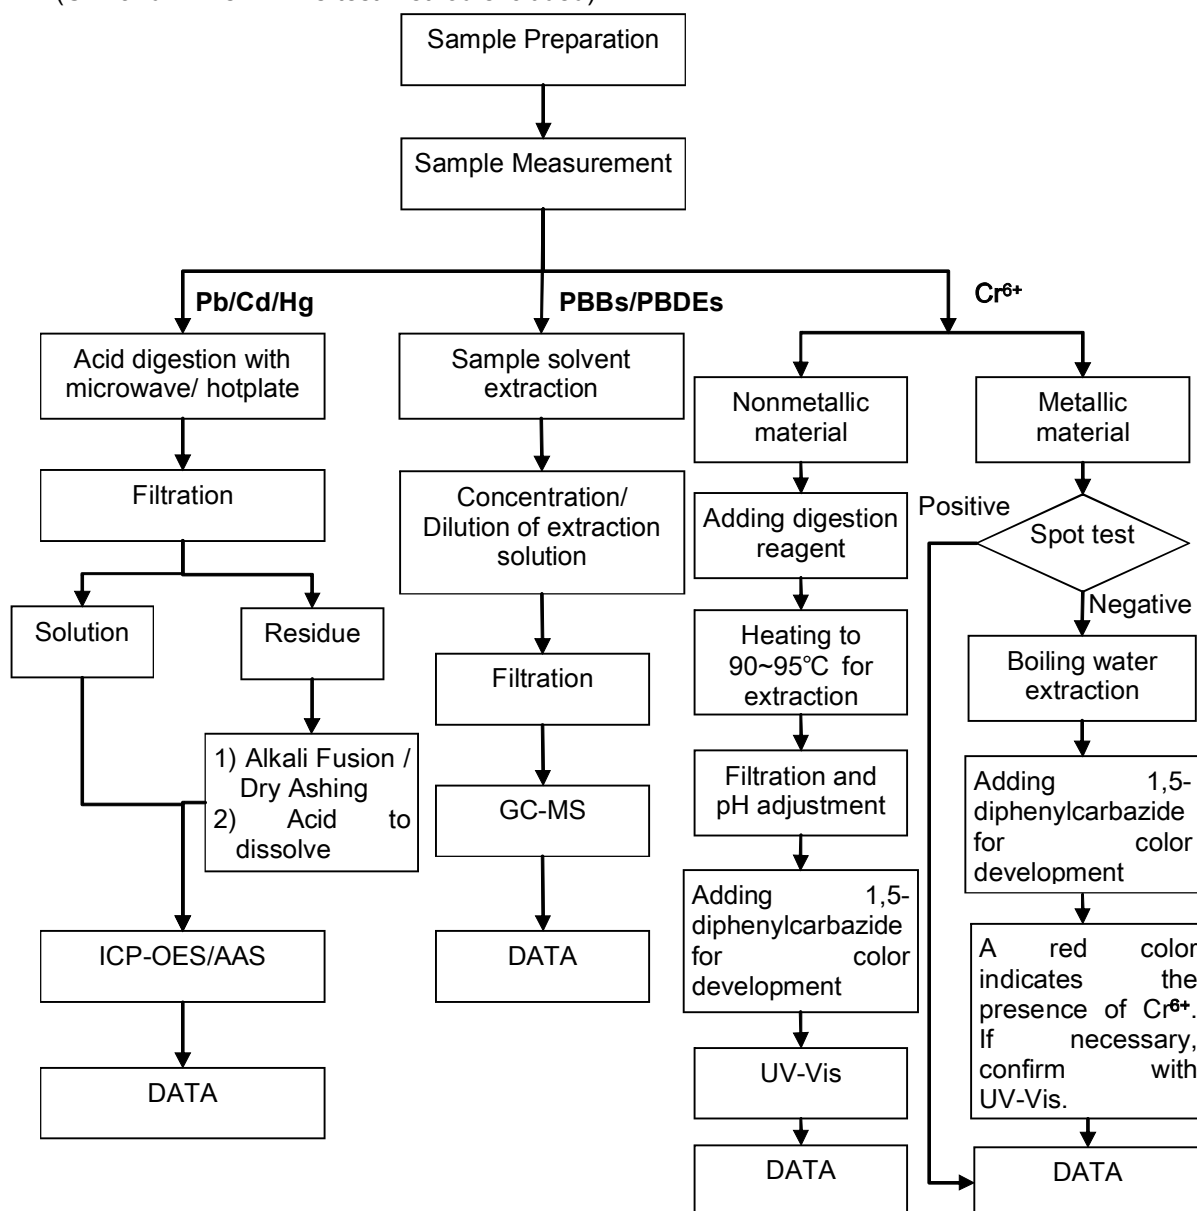 Sample Preparation
Sample Measurement
Pb/Cd/Hg
PBBs/PBDEs
Cr⁶⁺
Acid digestion with
microwave/ hotplate
Filtration
Solution
Residue
1) Alkali Fusion /
Dry Ashing
2) Acid to
dissolve
ICP-OES/AAS
DATA
Sample solvent
extraction
Concentration/
Dilution of extraction
solution
Filtration
GC-MS
DATA
Nonmetallic
material
Adding digestion
reagent
Heating to
90~95℃ for
extraction
Filtration and
pH adjustment
Adding 1,5-
diphenylcarbazide
for color
development
UV-Vis
DATA
Metallic
material
Spot test
Positive
Negative
Boiling water
extraction
Adding 1,5-
diphenylcarbazide
for color
development
A red color
indicates the
presence of Cr⁶⁺.
If necessary,
confirm with
UV-Vis.
DATA